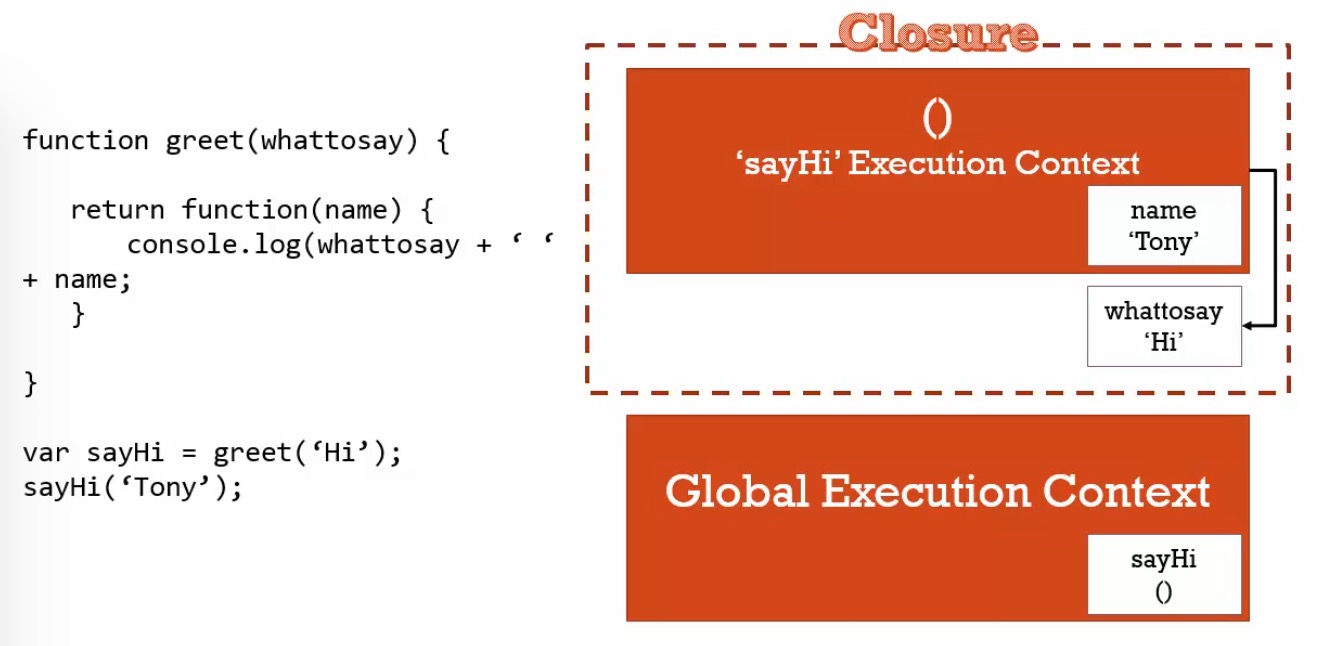 function greet(whattosay) {
return function(name) {
console.log(whattosay + ‘ ‘
+ name;
}
}
var sayHi = greet(‘Hi’);
sayHi(‘Tony’);
Closure
()
‘sayHi’ Execution Context
name
‘Tony’
whattosay
‘Hi’
Global Execution Context
sayHi
()